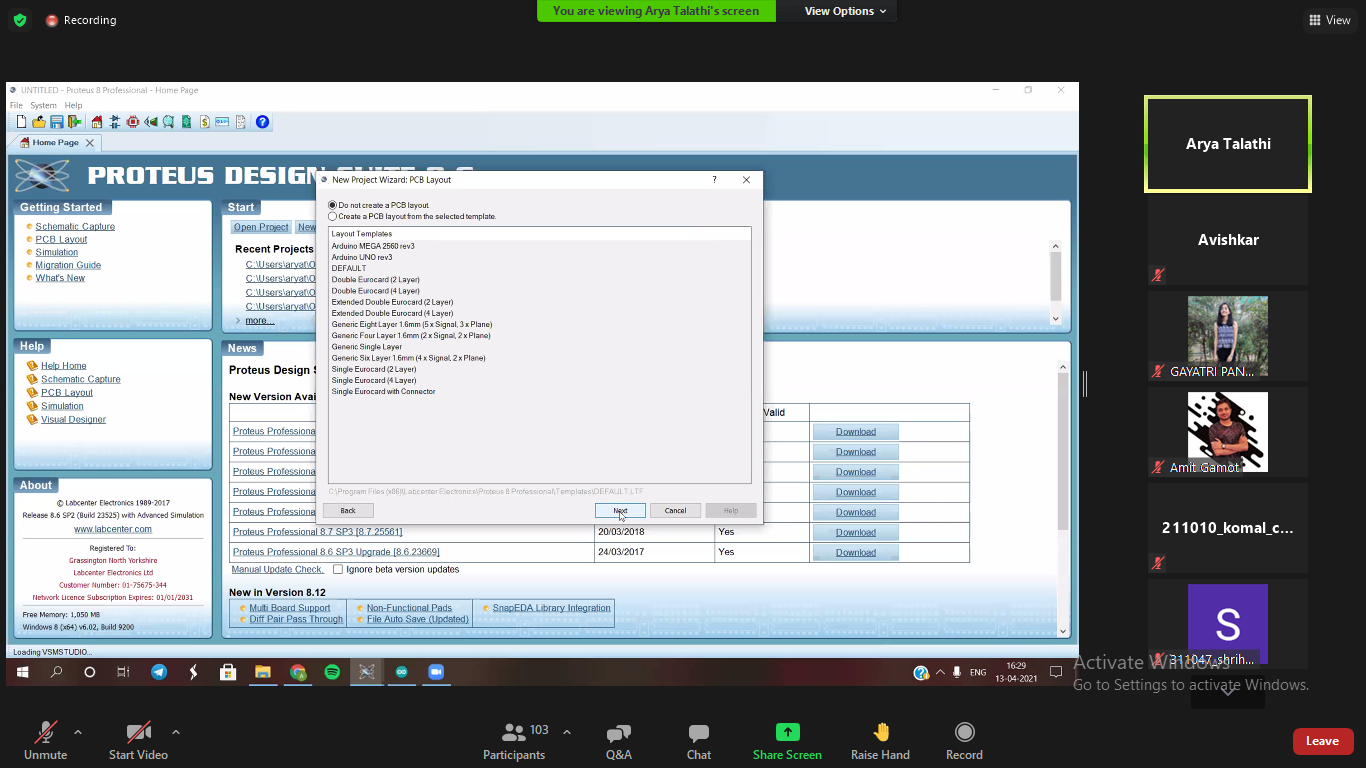 Recording
You are viewing Arya Talathi's screen
View Options
View
UNTITLED - Proteus 8 Professional - Home Page
File System Help
Home Page
PROTEUS DESIGN
Getting Started
Schematic Capture
PCB Layout
Simulation
Migration Guide
What's New
Help
Help Home
Schematic Capture
PCB Layout
Simulation
Visual Designer
About
© Labcenter Electronics 1989-2017
Release 8.6 SP2 (Build 23525) with Advanced Simulation
www.labcenter.com
Registered To:
Grassington North Yorkshire
Labcenter Electronics Ltd
Customer Number: 01-75675-344
Network Licence Subscription Expires: 01/01/2031
Free Memory: 1,050 MB
Windows 8 (x64) v6.02, Build 9200
Start
Open Project New
Recent Projects
C:\Users\aryat\O
C:\Users\aryat\O
C:\Users\aryat\O
C:\Users\aryat\O
more...
News
Proteus Design
New Version Avai
Valid
Proteus Professiona Download
Proteus Professiona Download
Proteus Professiona Download
Proteus Professiona Download
Proteus Professiona Download
Proteus Professional 8.7 SP3 [8.7.25561] 20/03/2018 Yes Download
Proteus Professional 8.6 SP3 Upgrade [8.6.23669] 24/03/2017 Yes Download
Manual Update Check. Ignore beta version updates
New in Version 8.12
Multi Board Support Non-Functional Pads SnapEDA Library Integration
Diff Pair Pass Through File Auto Save (Updated)
New Project Wizard: PCB Layout
?
Do not create a PCB layout
Create a PCB layout from the selected template.
Layout Templates
Arduino MEGA 2560 rev3
Arduino UNO rev3
DEFAULT
Double Eurocard (2 Layer)
Double Eurocard (4 Layer)
Extended Double Eurocard (2 Layer)
Extended Double Eurocard (4 Layer)
Generic Eight Layer 1.6mm (5 x Signal, 3 x Plane)
Generic Four Layer 1.6mm (2 x Signal, 2 x Plane)
Generic Single Layer
Generic Six Layer 1.6mm (4 x Signal, 2 x Plane)
Single Eurocard (2 Layer)
Single Eurocard (4 Layer)
Single Eurocard with Connector
C:\Program Files (x86)\Labcenter Electronics\Proteus 8 Professional\Templates\DEFAULT.LTF
Back Next Cancel Help
Loading VSMSTUDIO...
ENG
16:29
13-04-2021
Arya Talathi
Avishkar
GAYATRI PAN...
Amit Gamot
211010_komal_c...
S
311047_shrih...
Activate Windows
Go to Settings to activate Windows.
Unmute
Start Video
103
Participants
Q&A
Chat
Share Screen
Raise Hand
Record
Leave